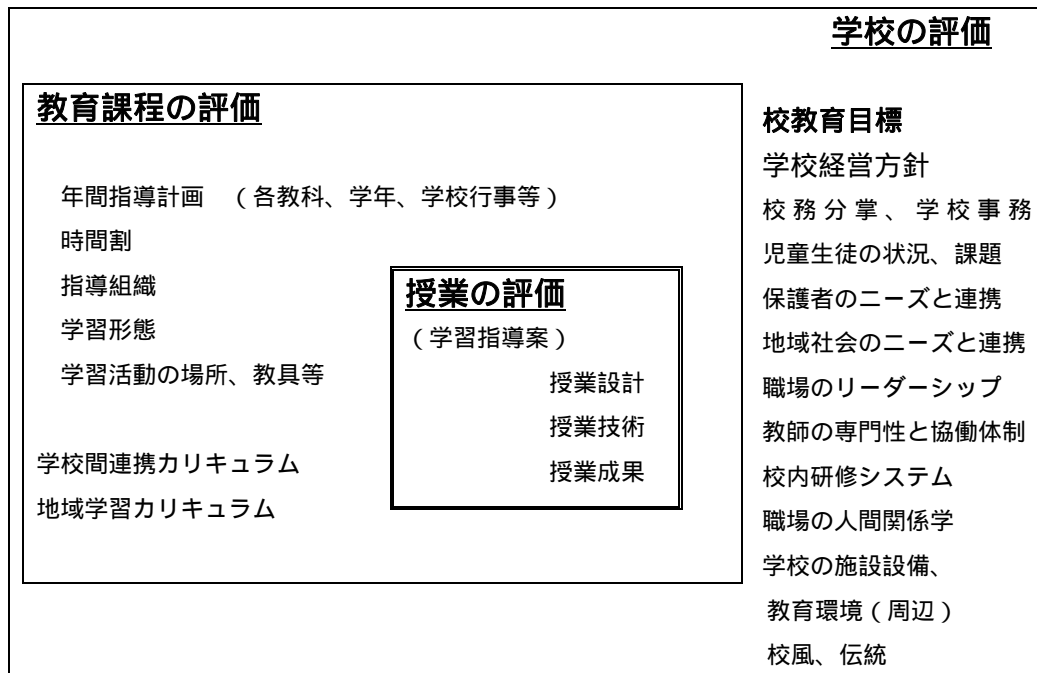 学校の評価
教育課程の評価
年間指導計画　（各教科、学年、学校行事等）
時間割
指導組織
学習形態
学習活動の場所、教具等
学校間連携カリキュラム
地域学習カリキュラム
授業の評価
（学習指導案）
授業設計
授業技術
授業成果
校教育目標
学校経営方針
校務分掌、学校事務
児童生徒の状況、課題
保護者のニーズと連携
地域社会のニーズと連携
職場のリーダーシップ
教師の専門性と協働体制
校内研修システム
職場の人間関係学
学校の施設設備、
教育環境（周辺）
校風、伝統